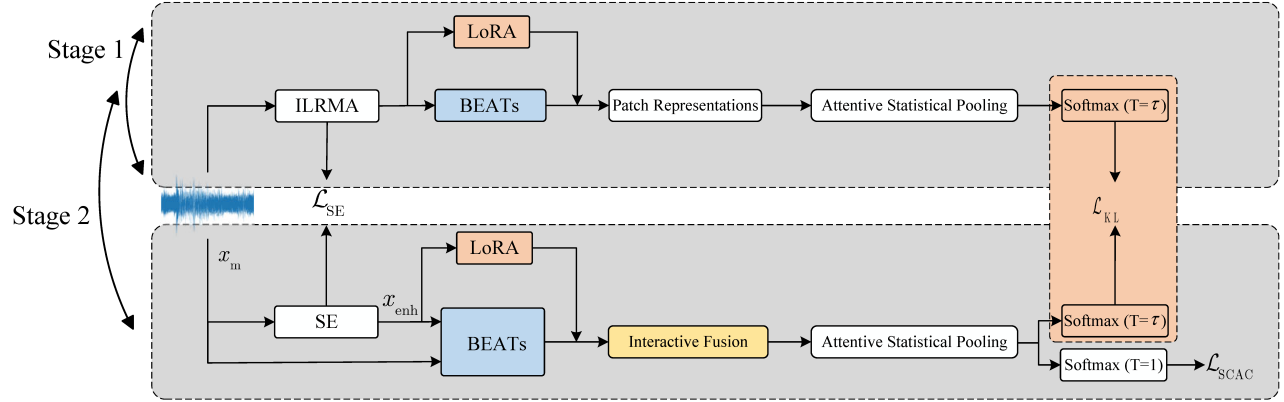 Stage 1
LoRA
ILRMA
BEATs
Patch Representations
Attentive Statistical Pooling
Softmax (T=τ)
ℒSE
ℒKL
Stage 2
xm
LoRA
xenh
SE
BEATs
Interactive Fusion
Attentive Statistical Pooling
Softmax (T=τ)
Softmax (T=1)
ℒSCAC